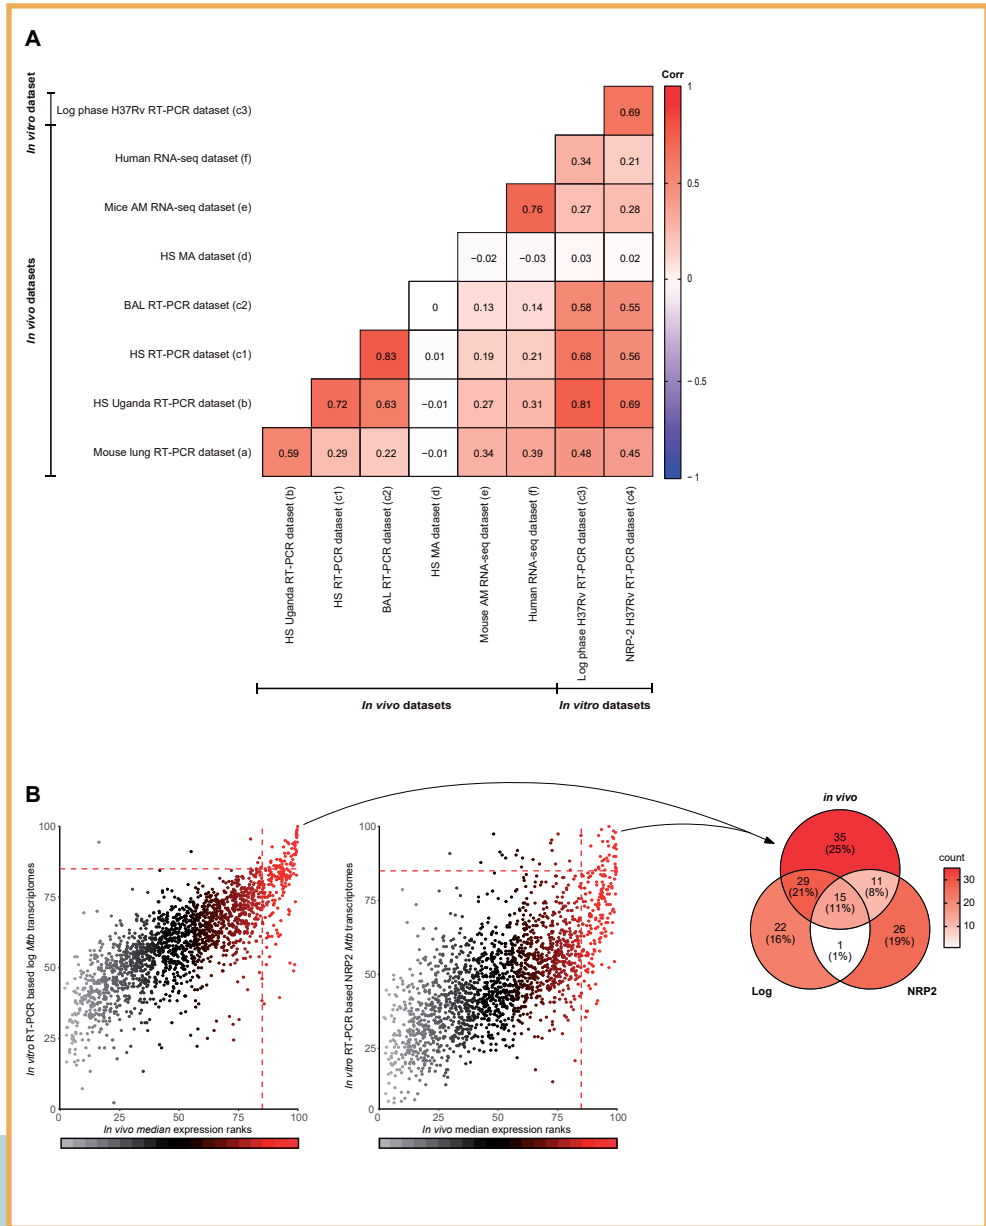 A
Corr
In vitro dataset
In vivo datasets
Log phase H37Rv RT-PCR dataset (c3)
0.69
Human RNA-seq dataset (f)
0.34 0.21
Mice AM RNA-seq dataset (e)
0.76 0.27 0.28
HS MA dataset (d)
−0.02 −0.03 0.03 0.02
BAL RT-PCR dataset (c2)
0 0.13 0.14 0.58 0.55
HS RT-PCR dataset (c1)
0.83 0.01 0.19 0.21 0.68 0.56
HS Uganda RT-PCR dataset (b)
0.72 0.63 −0.01 0.27 0.31 0.81 0.69
Mouse lung RT-PCR dataset (a)
0.59 0.29 0.22 −0.01 0.34 0.39 0.48 0.45
1
0.5
0
−0.5
−1
HS Uganda RT-PCR dataset (b)
HS RT-PCR dataset (c1)
BAL RT-PCR dataset (c2)
HS MA dataset (d)
Mouse AM RNA-seq dataset (e)
Human RNA-seq dataset (f)
Log phase H37Rv RT-PCR dataset (c3)
NRP-2 H37Rv RT-PCR dataset (c4)
In vivo datasets
In vitro datasets
B
In vitro RT-PCR based log Mtb transcriptomes
100
75
50
25
0
0 25 50 75 100
In vivo median expression ranks
In vitro RT-PCR based NRP2 Mtb transcriptomes
100
75
50
25
0
0 25 50 75 100
In vivo median expression ranks
in vivo
35
(25%)
29
(21%)
11
(8%)
15
(11%)
22
(16%)
26
(19%)
1
(1%)
Log
NRP2
count
30
20
10